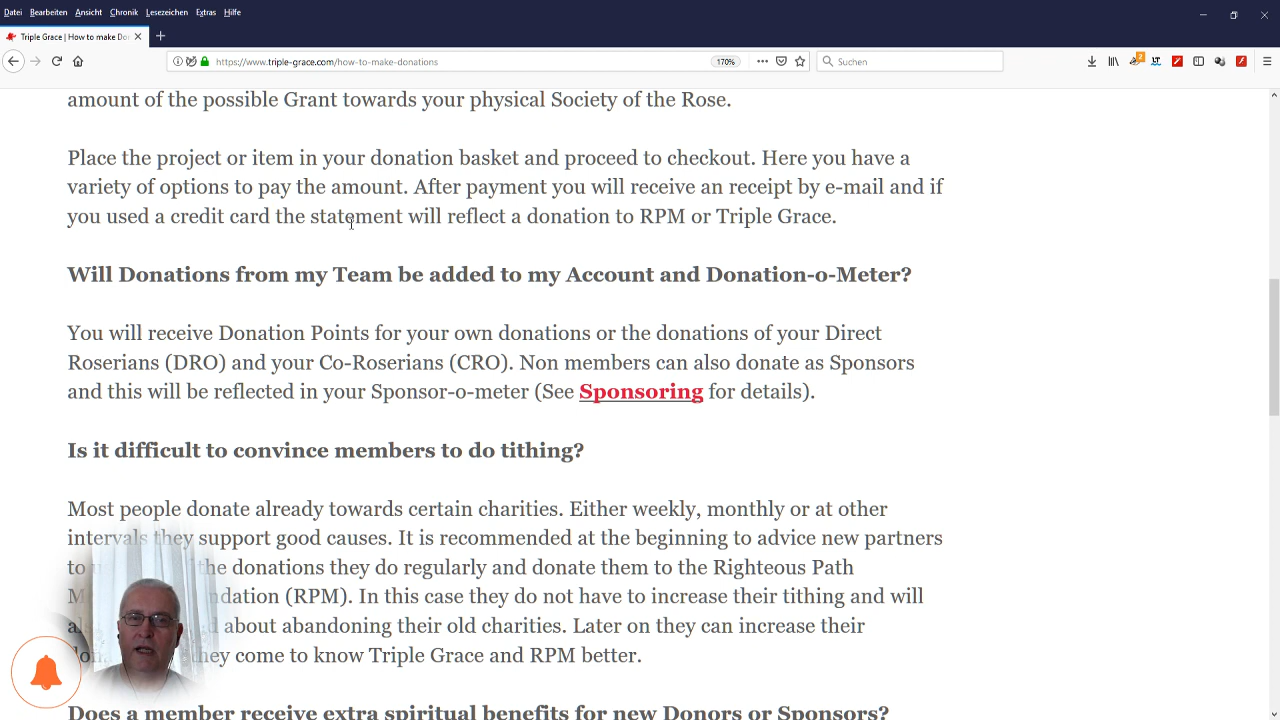 Datei Bearbeiten Ansicht Chronik Lesezeichen Extras Hilfe
Triple Grace | How to make Do
https://www.triple-grace.com/how-to-make-donations 170% Suchen
amount of the possible Grant towards your physical Society of the Rose.
Place the project or item in your donation basket and proceed to checkout. Here you have a
variety of options to pay the amount. After payment you will receive an receipt by e-mail and if
you used a credit card the statement will reflect a donation to RPM or Triple Grace.
Will Donations from my Team be added to my Account and Donation-o-Meter?
You will receive Donation Points for your own donations or the donations of your Direct
Roserians (DRO) and your Co-Roserians (CRO). Non members can also donate as Sponsors
and this will be reflected in your Sponsor-o-meter (See Sponsoring for details).
Is it difficult to convince members to do tithing?
Most people donate already towards certain charities. Either weekly, monthly or at other
intervals they support good causes. It is recommended at the beginning to advice new partners
to the donations they do regularly and donate them to the Righteous Path
(RPM). In this case they do not have to increase their tithing and will
about abandoning their old charities. Later on they can increase their
they come to know Triple Grace and RPM better.
Does a member receive extra spiritual benefits for new Donors or Sponsors?